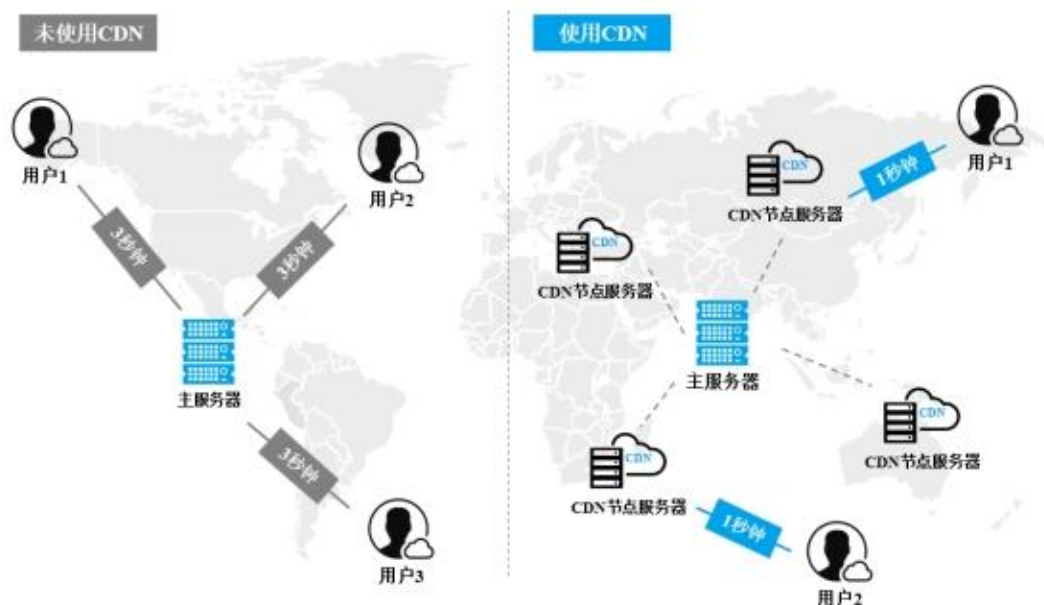 未使用CDN
用户1
用户2
3秒钟
3秒钟
主服务器
3秒钟
用户3
使用CDN
CDN
CDN节点服务器
1秒钟
用户1
CDN
CDN节点服务器
主服务器
CDN
CDN节点服务器
CDN
CDN节点服务器
1秒钟
用户2